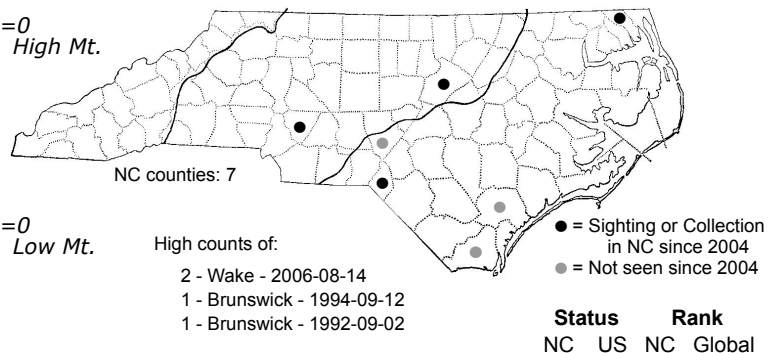 =0
High Mt.
NC counties: 7
=0
Low Mt.
High counts of:
2 - Wake - 2006-08-14
1 - Brunswick - 1994-09-12
1 - Brunswick - 1992-09-02
● = Sighting or Collection
in NC since 2004
● = Not seen since 2004
Status Rank
NC US NC Global